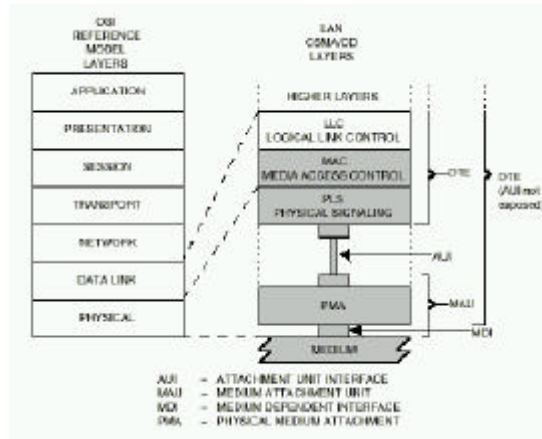 OSI
REFERENCE
MODEL
LAYERS
LAN
CSMA/CD
LAYERS
APPLICATION
PRESENTATION
SESSION
TRANSPORT
NETWORK
DATA LINK
PHYSICAL
HIGHER LAYERS
LLC
LOGICAL LINK CONTROL
MAC
MEDIA ACCESS CONTROL
PLS
PHYSICAL SIGNALING
PMA
MEDIUM
DTE
DTE
(AUI not
exposed)
AUI
MAU
MDI
AUI – ATTACHMENT UNIT INTERFACE
MAU – MEDIUM ATTACHMENT UNIT
MDI – MEDIUM DEPENDENT INTERFACE
PMA – PHYSICAL MEDIUM ATTACHMENT